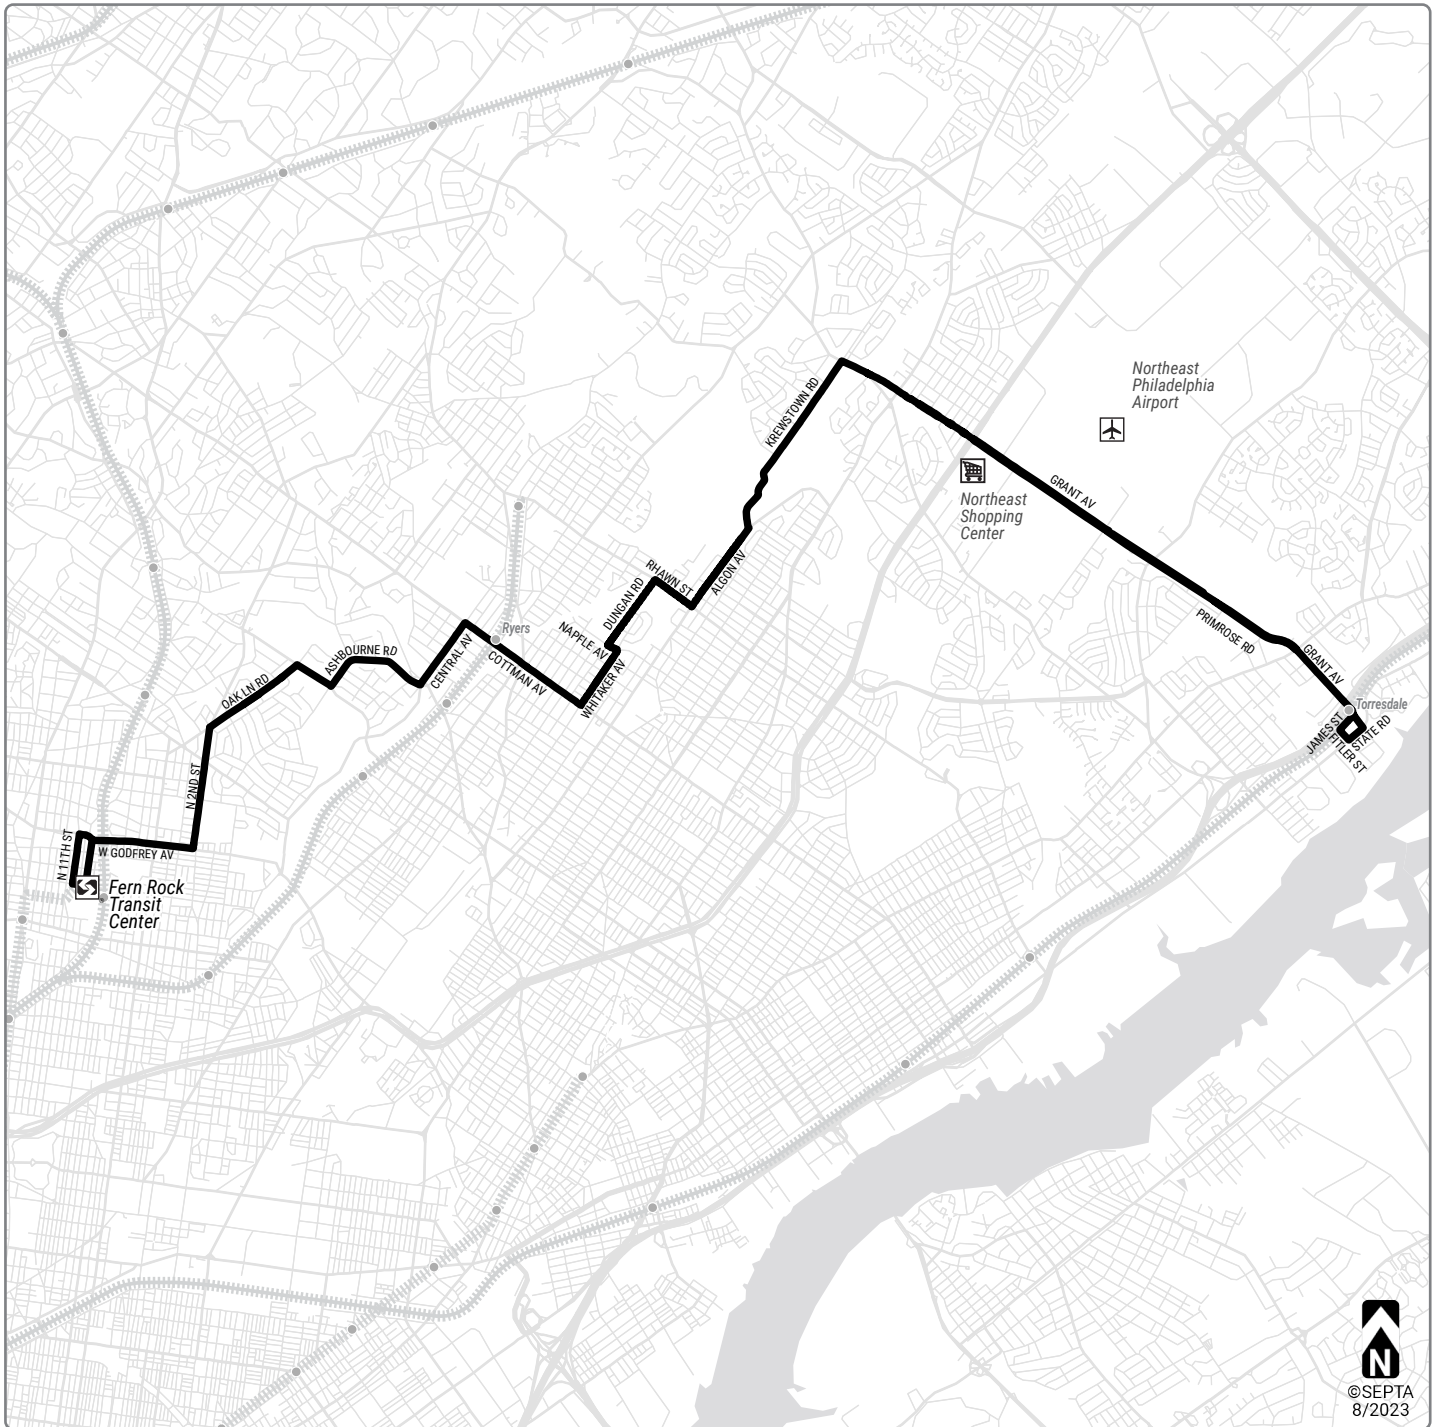 Northeast
Philadelphia
Airport
KREWSTOWN RD
GRANT AV
Northeast
Shopping
Center
ALGON AV
RHAWN ST
DUNGAN RD
NAPFLE AV
WHITAKER AV
Ryers
COTTMAN AV
CENTRAL AV
ASHBOURNE RD
OAK LN RD
N 2ND ST
W GODFREY AV
N 11TH ST
Fern Rock
Transit
Center
PRIMROSE RD
GRANT AV
Torresdale
JAMES ST
STATE RD
FITLER ST
N
©SEPTA
8/2023